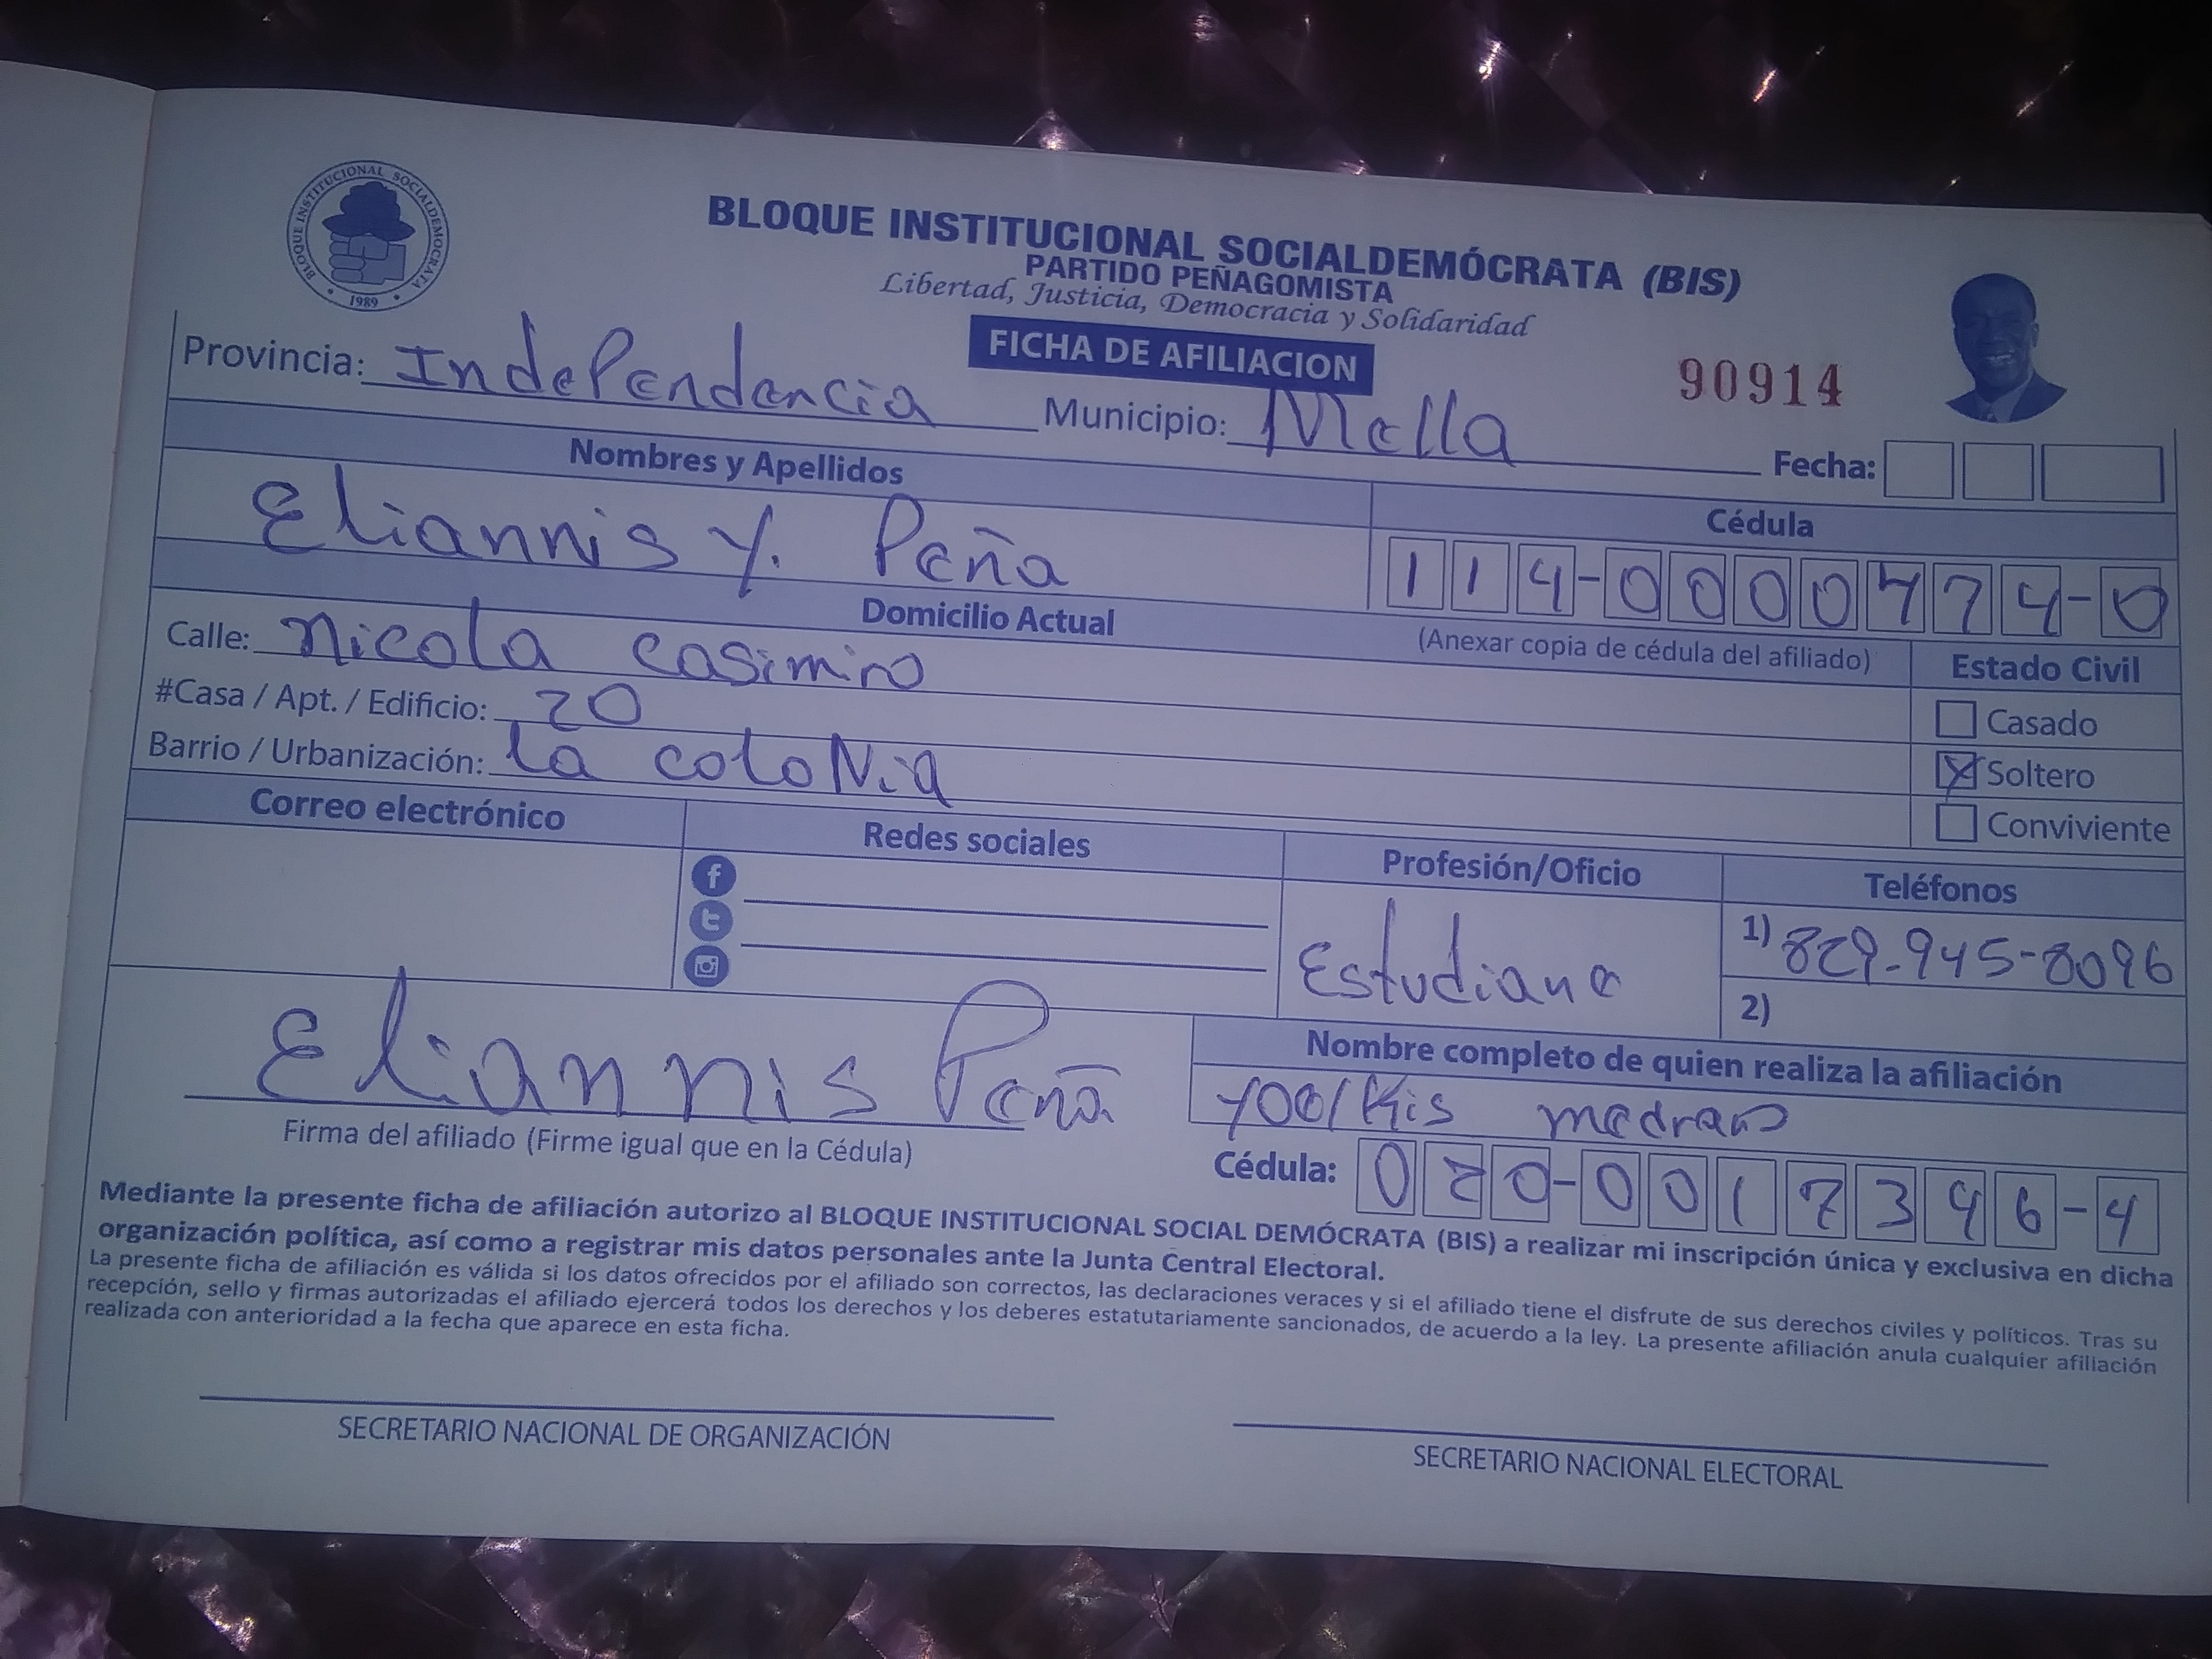 BLOQUE INSTITUCIONAL SOCIALDEMOCRATA
1989
BLOQUE INSTITUCIONAL SOCIALDEMÓCRATA (BIS)
PARTIDO PEÑAGOMISTA
Libertad, Justicia, Democracia y Solidaridad
FICHA DE AFILIACION
90914
Provincia: Independencia Municipio: Mella Fecha:
Nombres y Apellidos
Eliannis Y. Peña
Cédula
114-0000774-0
(Anexar copia de cédula del afiliado)
Domicilio Actual
Calle: Nicola casimiro
#Casa / Apt. / Edificio: 20
Barrio / Urbanización: la coloNia
Estado Civil
Casado
X Soltero
Conviviente
Correo electrónico
Redes sociales
Profesión/Oficio
Estudiane
Teléfonos
1) 829-945-8096
2)
Eliannis Peña
Firma del afiliado (Firme igual que en la Cédula)
Nombre completo de quien realiza la afiliación
medrano
Cédula: 020-0017396-4
Mediante la presente ficha de afiliación autorizo al BLOQUE INSTITUCIONAL SOCIAL DEMÓCRATA (BIS) a realizar mi inscripción única y exclusiva en dicha
organización política, así como a registrar mis datos personales ante la Junta Central Electoral.
La presente ficha de afiliación es válida si los datos ofrecidos por el afiliado son correctos, las declaraciones veraces y si el afiliado tiene el disfrute de sus derechos civiles y políticos. Tras su
recepción, sello y firmas autorizadas el afiliado ejercerá todos los derechos y los deberes estatutariamente sancionados, de acuerdo a la ley. La presente afiliación anula cualquier afiliación
realizada con anterioridad a la fecha que aparece en esta ficha.
SECRETARIO NACIONAL DE ORGANIZACIÓN
SECRETARIO NACIONAL ELECTORAL